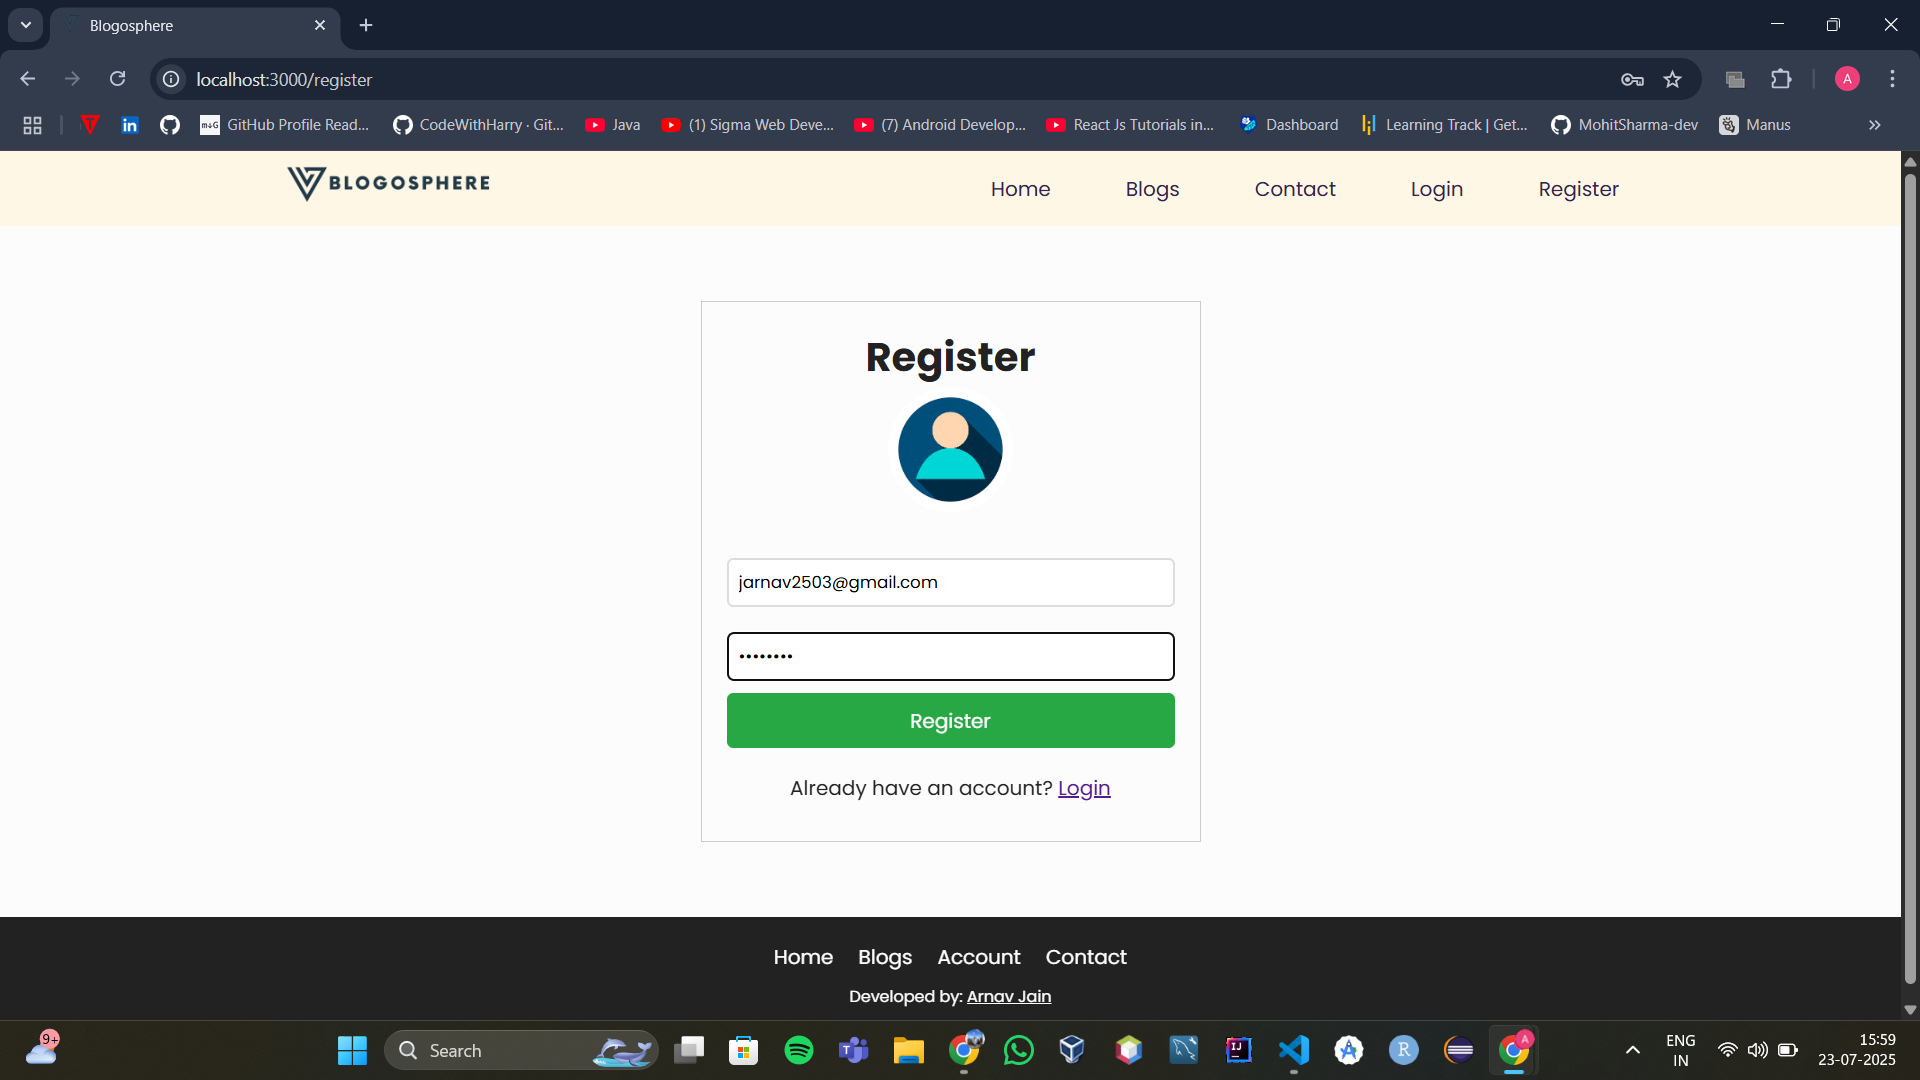 Blogosphere
localhost:3000/register
A
GitHub Profile Read...
CodeWithHarry · Git...
Java
(1) Sigma Web Deve...
(7) Android Develop...
React Js Tutorials in...
Dashboard
Learning Track | Get...
MohitSharma-dev
Manus
BLOGOSPHERE
Home
Blogs
Contact
Login
Register
Register
jarnav2503@gmail.com
••••••••
Register
Already have an account? Login
Home Blogs Account Contact
Developed by: Arnav Jain
9+
Search
ENG
IN
15:59
23-07-2025